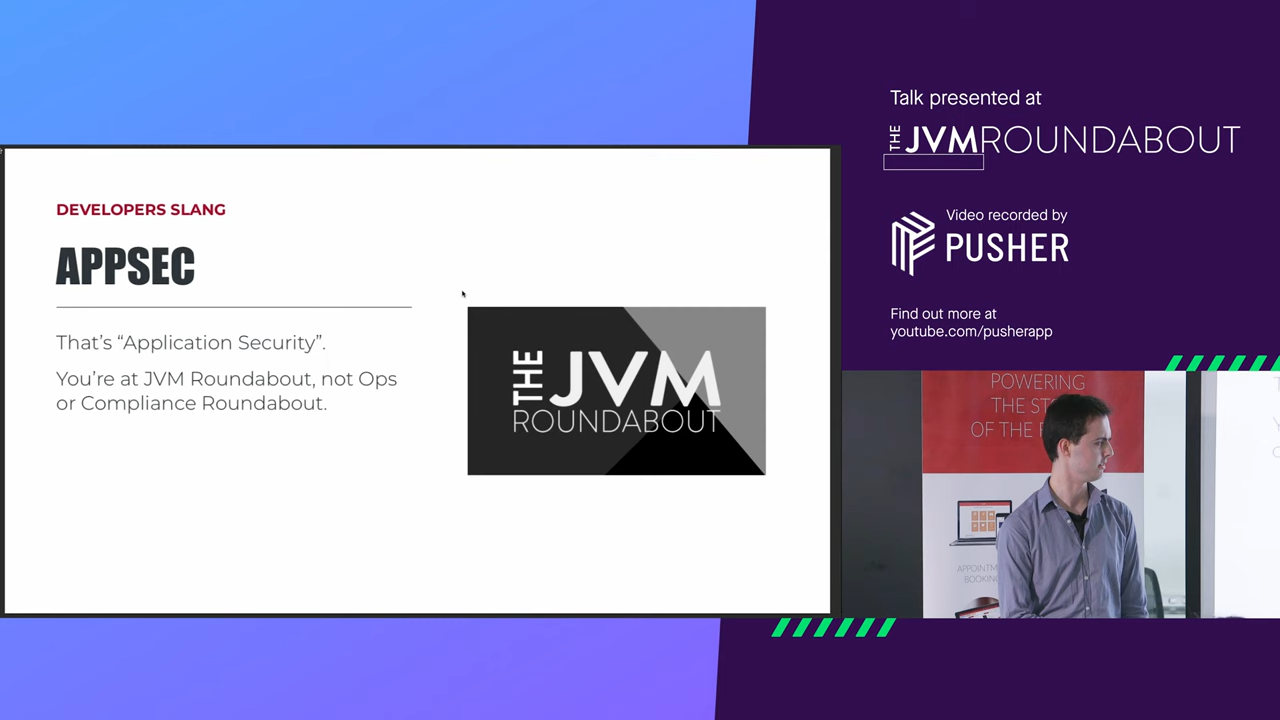 DEVELOPERS SLANG
APPSEC
That's “Application Security”.
You're at JVM Roundabout, not Ops
or Compliance Roundabout.
THE JVM
ROUNDABOUT
Talk presented at
THE JVMROUNDABOUT
Video recorded by
PUSHER
Find out more at
youtube.com/pusherapp
POWERING
THE
OF THE